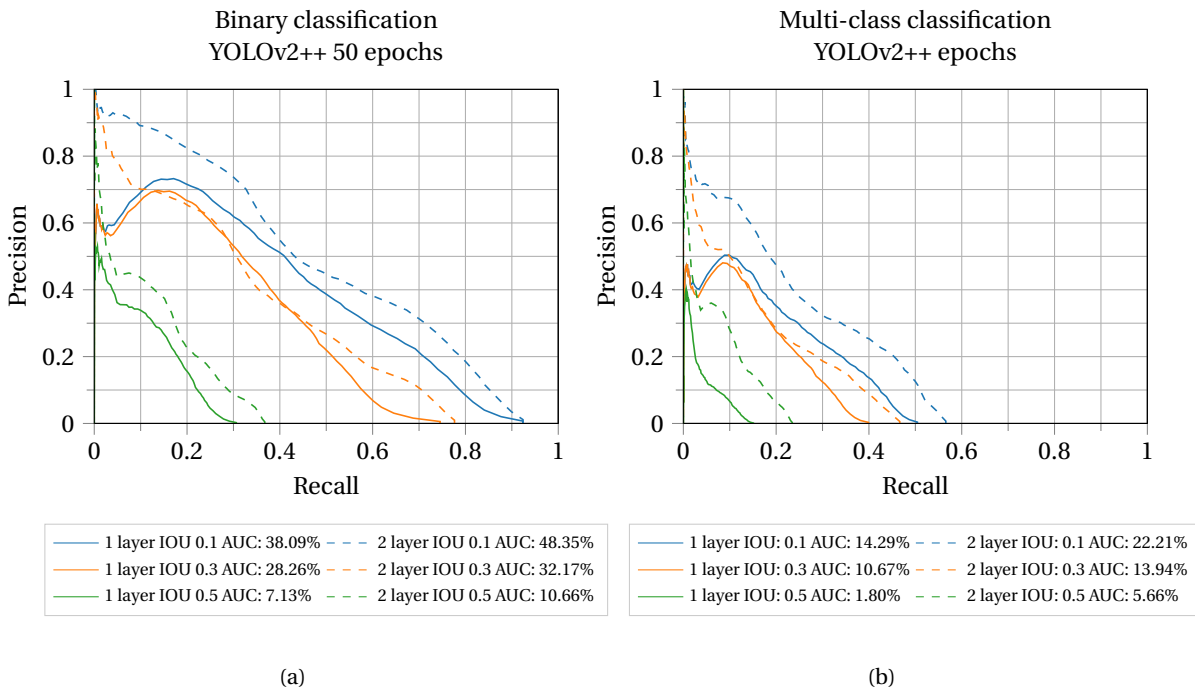 Binary classification
YOLOv2++ 50 epochs
1
0.8
0.6
0.4
0.2
0
Precision
0
0.2
0.4
0.6
0.8
1
Recall
1 layer IOU 0.1 AUC: 38.09%
2 layer IOU 0.1 AUC: 48.35%
1 layer IOU 0.3 AUC: 28.26%
2 layer IOU 0.3 AUC: 32.17%
1 layer IOU 0.5 AUC: 7.13%
2 layer IOU 0.5 AUC: 10.66%
(a)
Multi-class classification
YOLOv2++ epochs
1
0.8
0.6
0.4
0.2
0
Precision
0
0.2
0.4
0.6
0.8
1
Recall
1 layer IOU: 0.1 AUC: 14.29%
2 layer IOU: 0.1 AUC: 22.21%
1 layer IOU: 0.3 AUC: 10.67%
2 layer IOU: 0.3 AUC: 13.94%
1 layer IOU: 0.5 AUC: 1.80%
2 layer IOU: 0.5 AUC: 5.66%
(b)